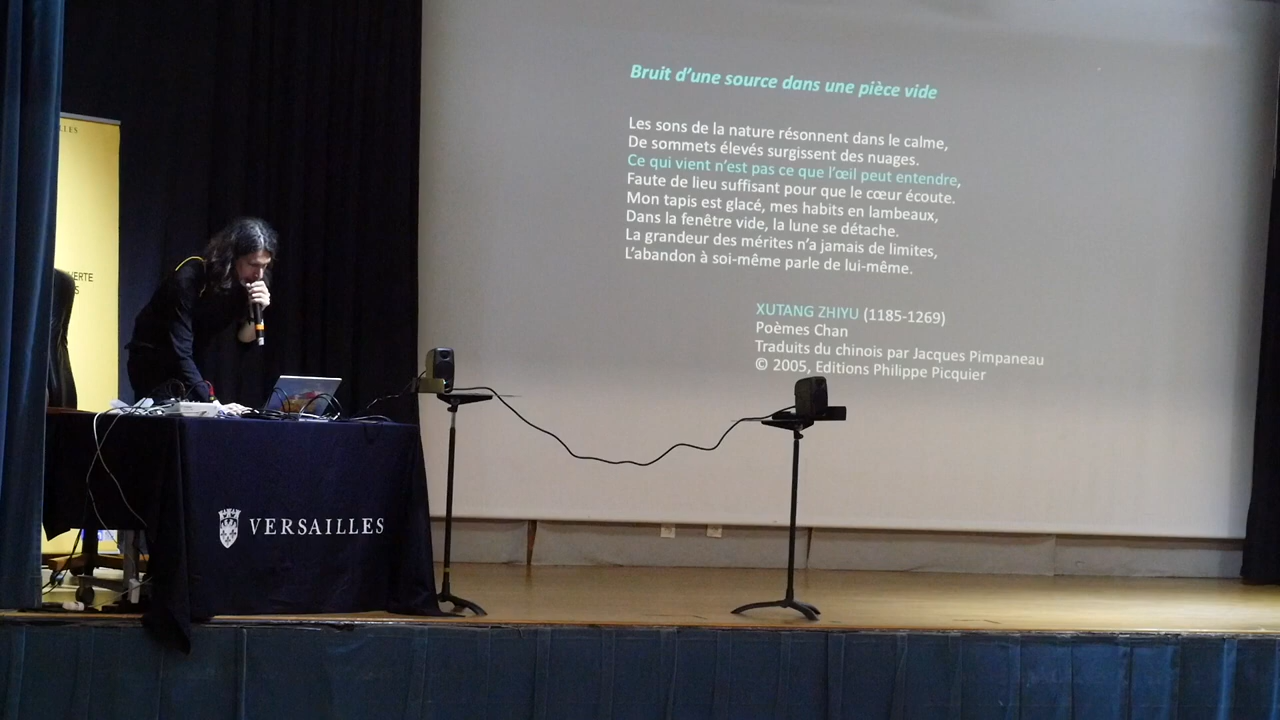 Bruit d’une source dans une pièce vide
Les sons de la nature résonnent dans le calme,
De sommets élevés surgissent des nuages.
Ce qui vient n’est pas ce que l’œil peut entendre,
Faute de lieu suffisant pour que le cœur écoute.
Mon tapis est glacé, mes habits en lambeaux,
Dans la fenêtre vide, la lune se détache.
La grandeur des mérites n’a jamais de limites,
L’abandon à soi-même parle de lui-même.
XUTANG ZHIYU (1185-1269)
Poèmes Chan
Traduits du chinois par Jacques Pimpaneau
© 2005, Editions Philippe Picquier
VERSAILLES